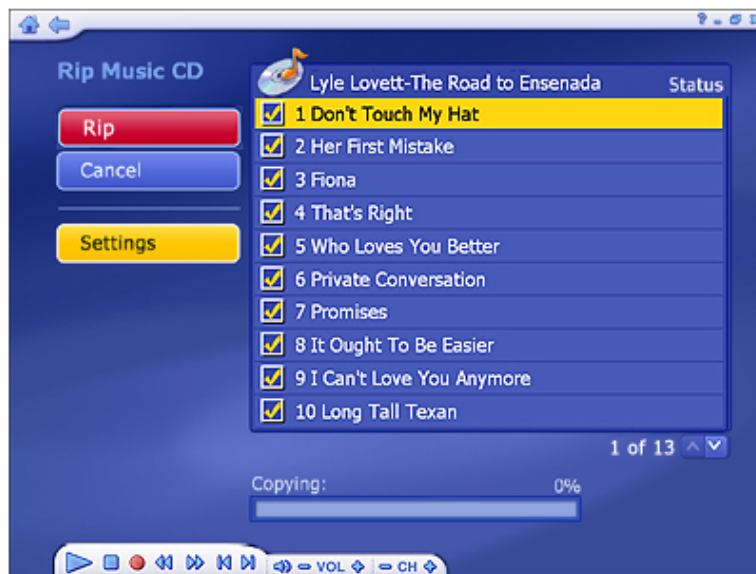 Rip Music CD
Lyle Lovett-The Road to Ensenada
Status
Rip
Cancel
Settings
1 Don't Touch My Hat
2 Her First Mistake
3 Fiona
4 That's Right
5 Who Loves You Better
6 Private Conversation
7 Promises
8 It Ought To Be Easier
9 I Can't Love You Anymore
10 Long Tall Texan
1 of 13
Copying:
0%
VOL
CH